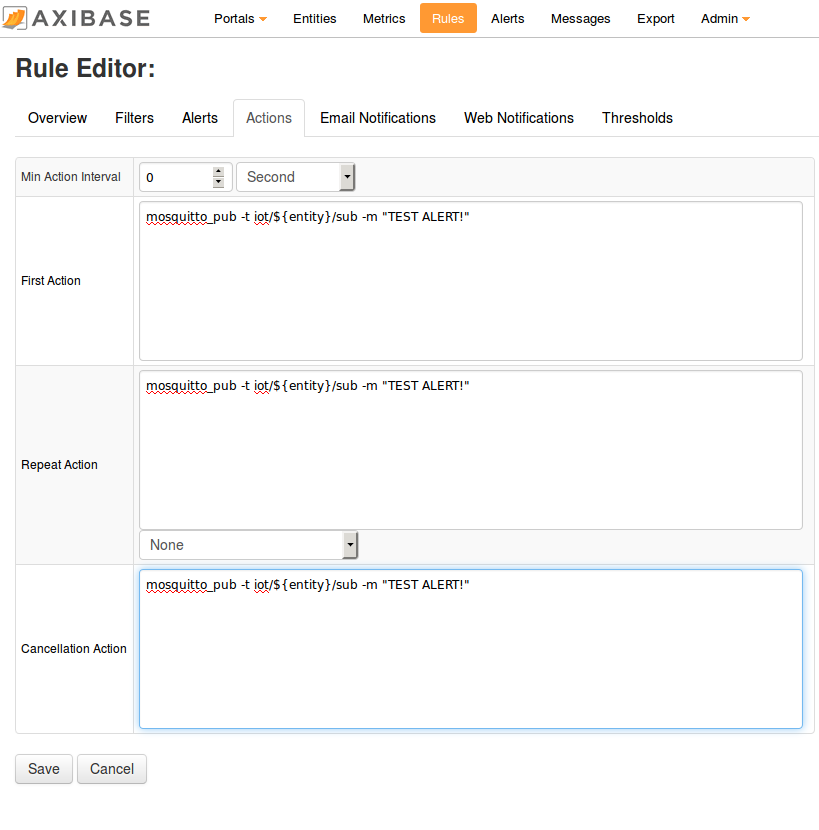 AXIBASE Portals Entities Metrics Rules Alerts Messages Export Admin
Rule Editor:
Overview Filters Alerts Actions Email Notifications Web Notifications Thresholds
Min Action Interval 0 Second
First Action
mosquitto_pub -t iot/${entity}/sub -m "TEST ALERT!"
Repeat Action
mosquitto_pub -t iot/${entity}/sub -m "TEST ALERT!"
None
Cancellation Action
mosquitto_pub -t iot/${entity}/sub -m "TEST ALERT!"
Save Cancel